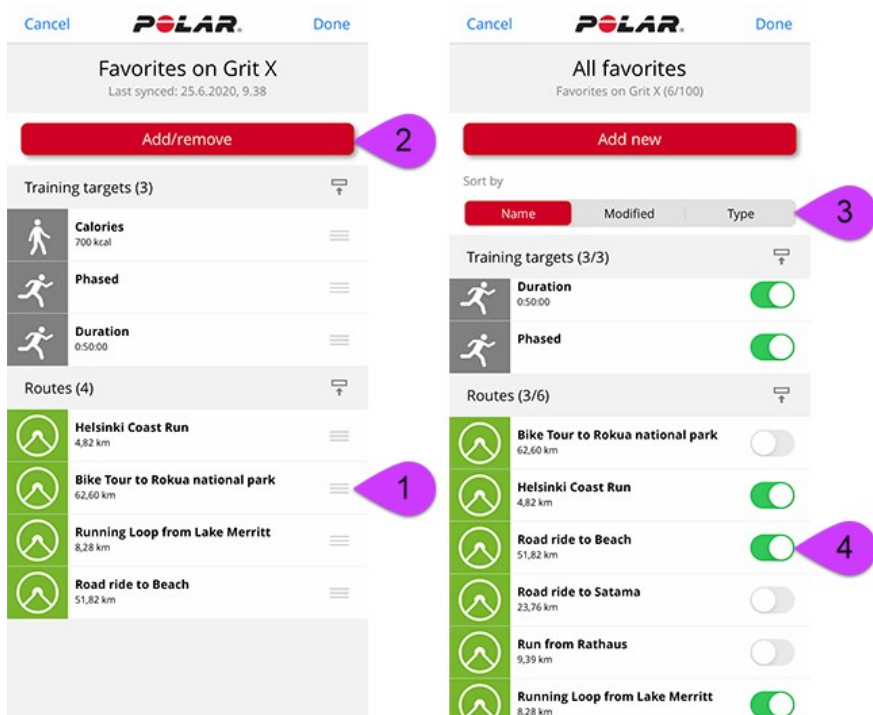 Cancel
POLAR.
Done
Favorites on Grit X
Last synced: 25.6.2020, 9.38
Add/remove
2
Training targets (3)
Calories
700 kcal
Phased
Duration
0:50:00
Routes (4)
Helsinki Coast Run
4,82 km
Bike Tour to Rokua national park
62,60 km
1
Running Loop from Lake Merritt
8,28 km
Road ride to Beach
51,82 km
Cancel
POLAR.
Done
All favorites
Favorites on Grit X (6/100)
Add new
Sort by
Name Modified Type
3
Training targets (3/3)
Duration
0:50:00
Phased
Routes (3/6)
Bike Tour to Rokua national park
62,60 km
Helsinki Coast Run
4,82 km
Road ride to Beach
51,82 km
4
Road ride to Satama
23,76 km
Run from Rathaus
9,39 km
Running Loop from Lake Merritt
8,28 km